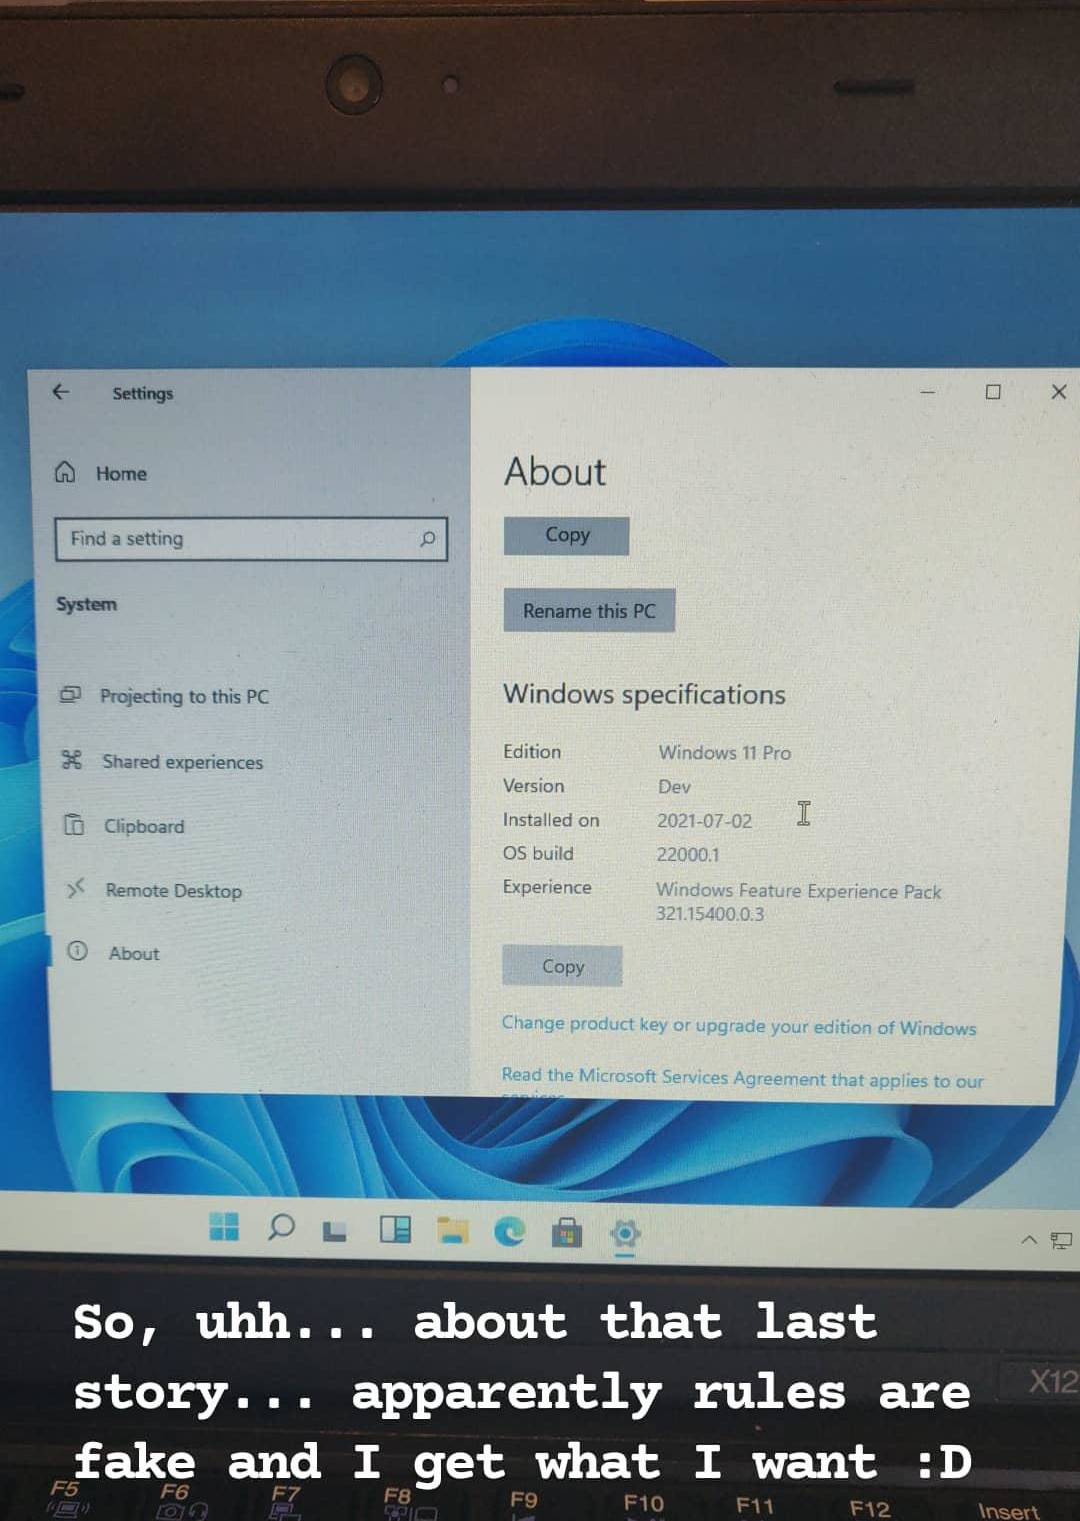 Settings
Home
Find a setting
System
Projecting to this PC
Shared experiences
Clipboard
Remote Desktop
About
About
Copy
Rename this PC
Windows specifications
Edition Windows 11 Pro
Version Dev
Installed on 2021-07-02
OS build 22000.1
Experience Windows Feature Experience Pack
321.15400.0.3
Copy
Change product key or upgrade your edition of Windows
Read the Microsoft Services Agreement that applies to our
So, uhh... about that last
story... apparently rules are
fake and I get what I want :D
X12
F5 F6 F7 F8 F9 F10 F11 F12 Insert